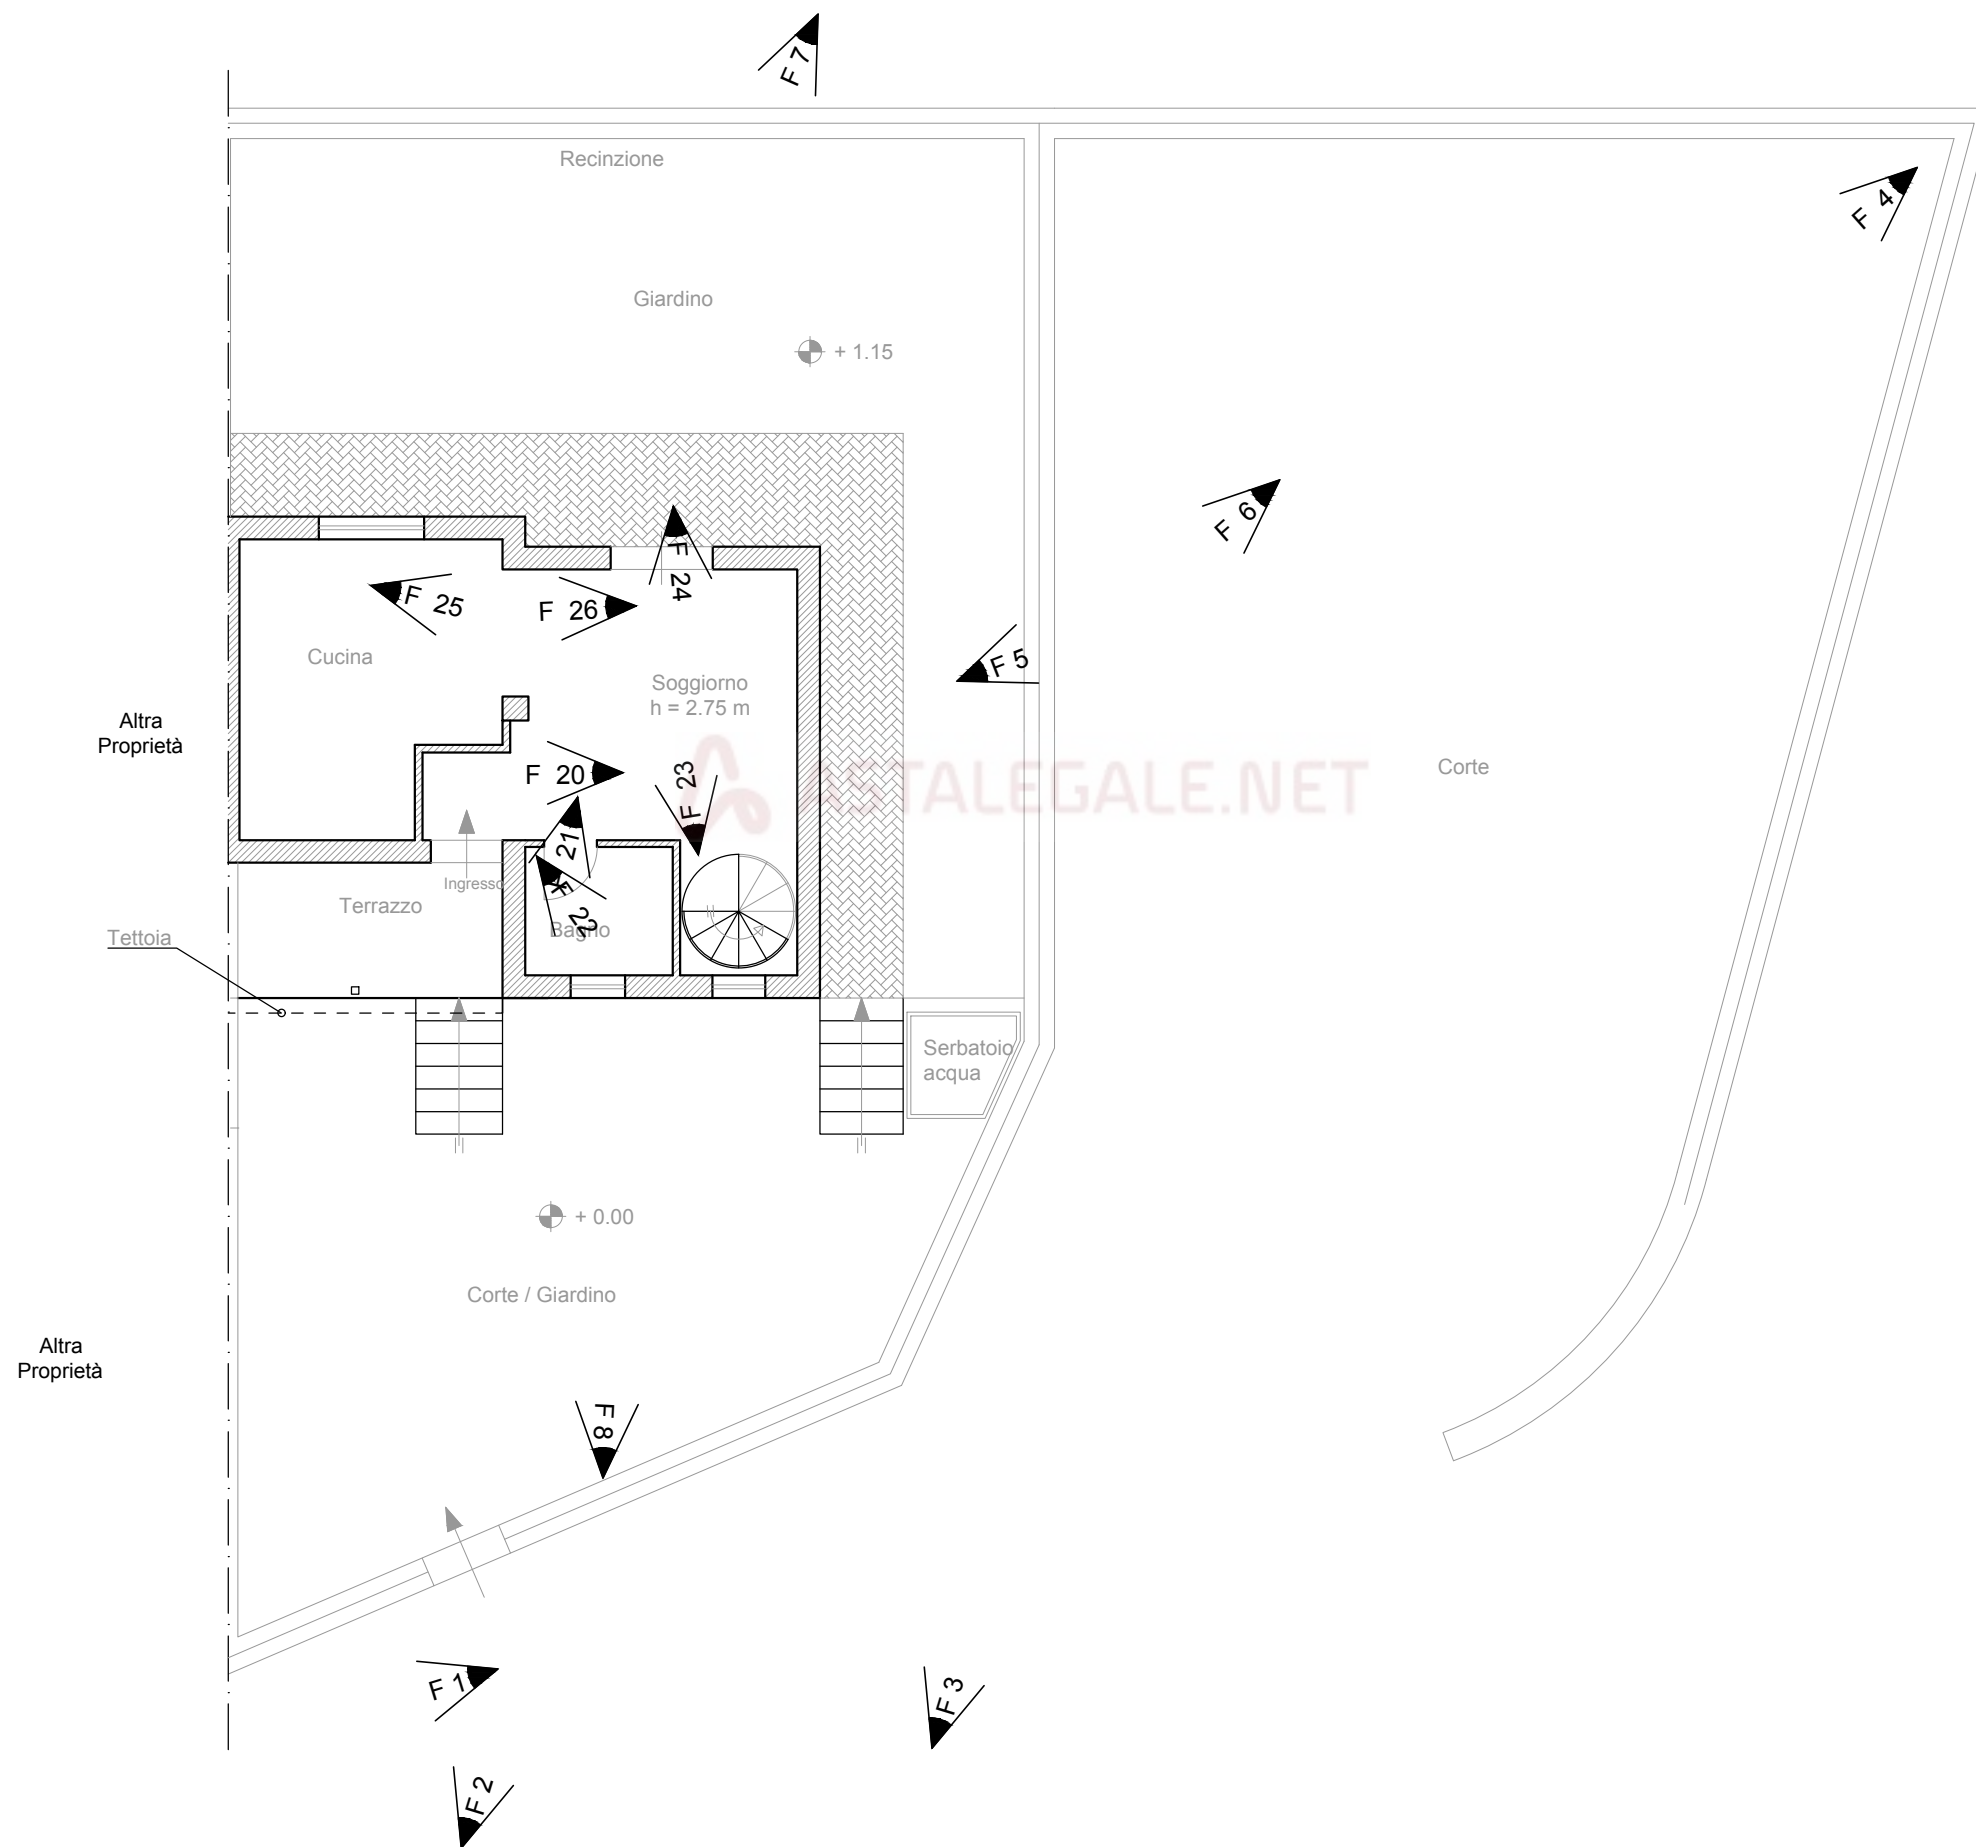 F 7
Recinzione
F 4
Giardino
+ 1.15
F 6
F 24
F 25
F 26
Cucina
F 5
Soggiorno
h = 2.75 m
Altra
Proprietà
F 20
F 23
ASTALEGALE.NET
Corte
F 21
Ingresso
F 22
Terrazzo
Bagno
Tettoia
Serbatoio
acqua
+ 0.00
Corte / Giardino
Altra
Proprietà
F 8
F 1
F 3
F 2